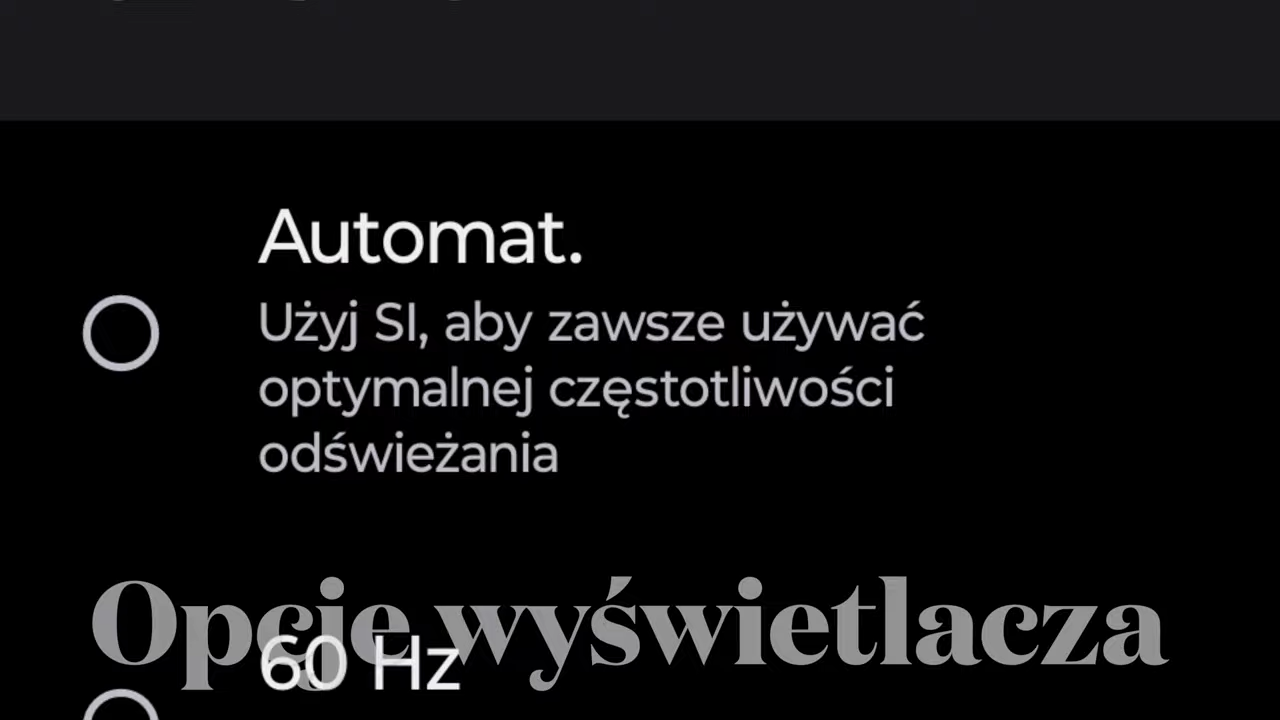 Automat.
Użyj SI, aby zawsze używać
optymalnej częstotliwości
odświeżania
Opcje wyświetlacza
60 Hz